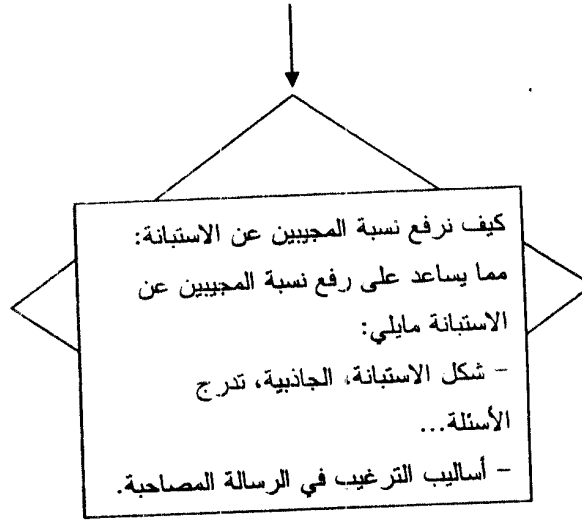 كيف نرفع نسبة المجيبين عن الاستبانة:
مما يساعد على رفع نسبة المجيبين عن
الاستبانة مايلي:
- شكل الاستبانة، الجاذبية، تدرج
الأسئلة...
- أساليب الترغيب في الرسالة المصاحبة.